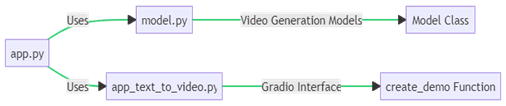 Uses
model.py
Video Generation Models
Model Class
app.py
Uses
app_text_to_video.py
Gradio Interface
create_demo Function